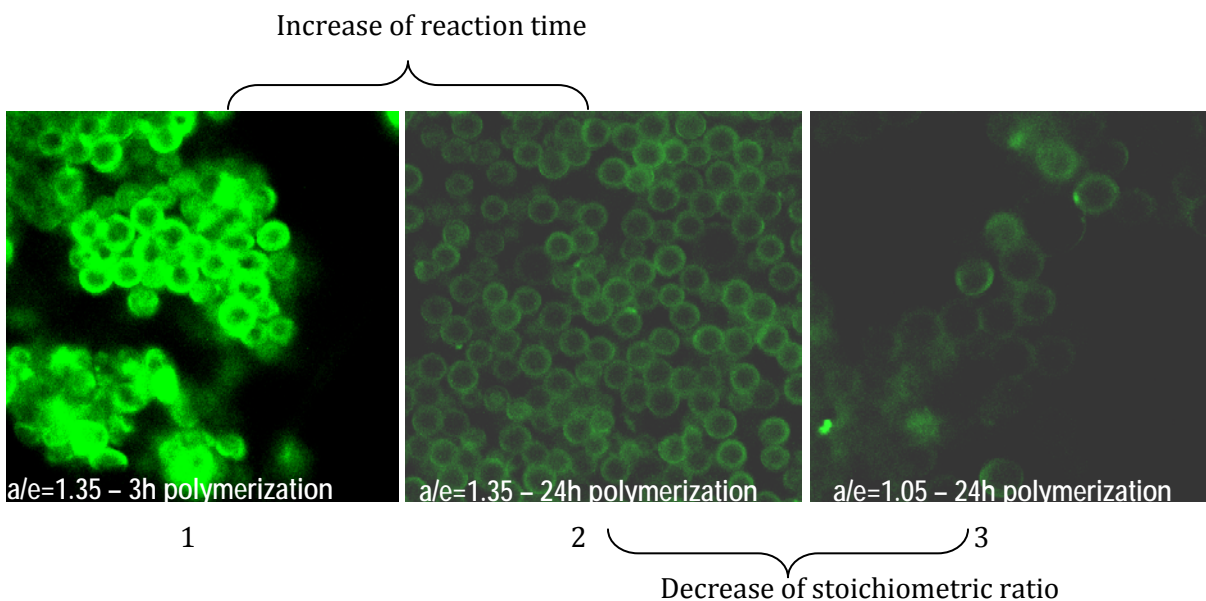 Increase of reaction time
a/e=1.35 – 3h polymerization
a/e=1.35 – 24h polymerization
a/e=1.05 – 24h polymerization
1
2
3
Decrease of stoichiometric ratio